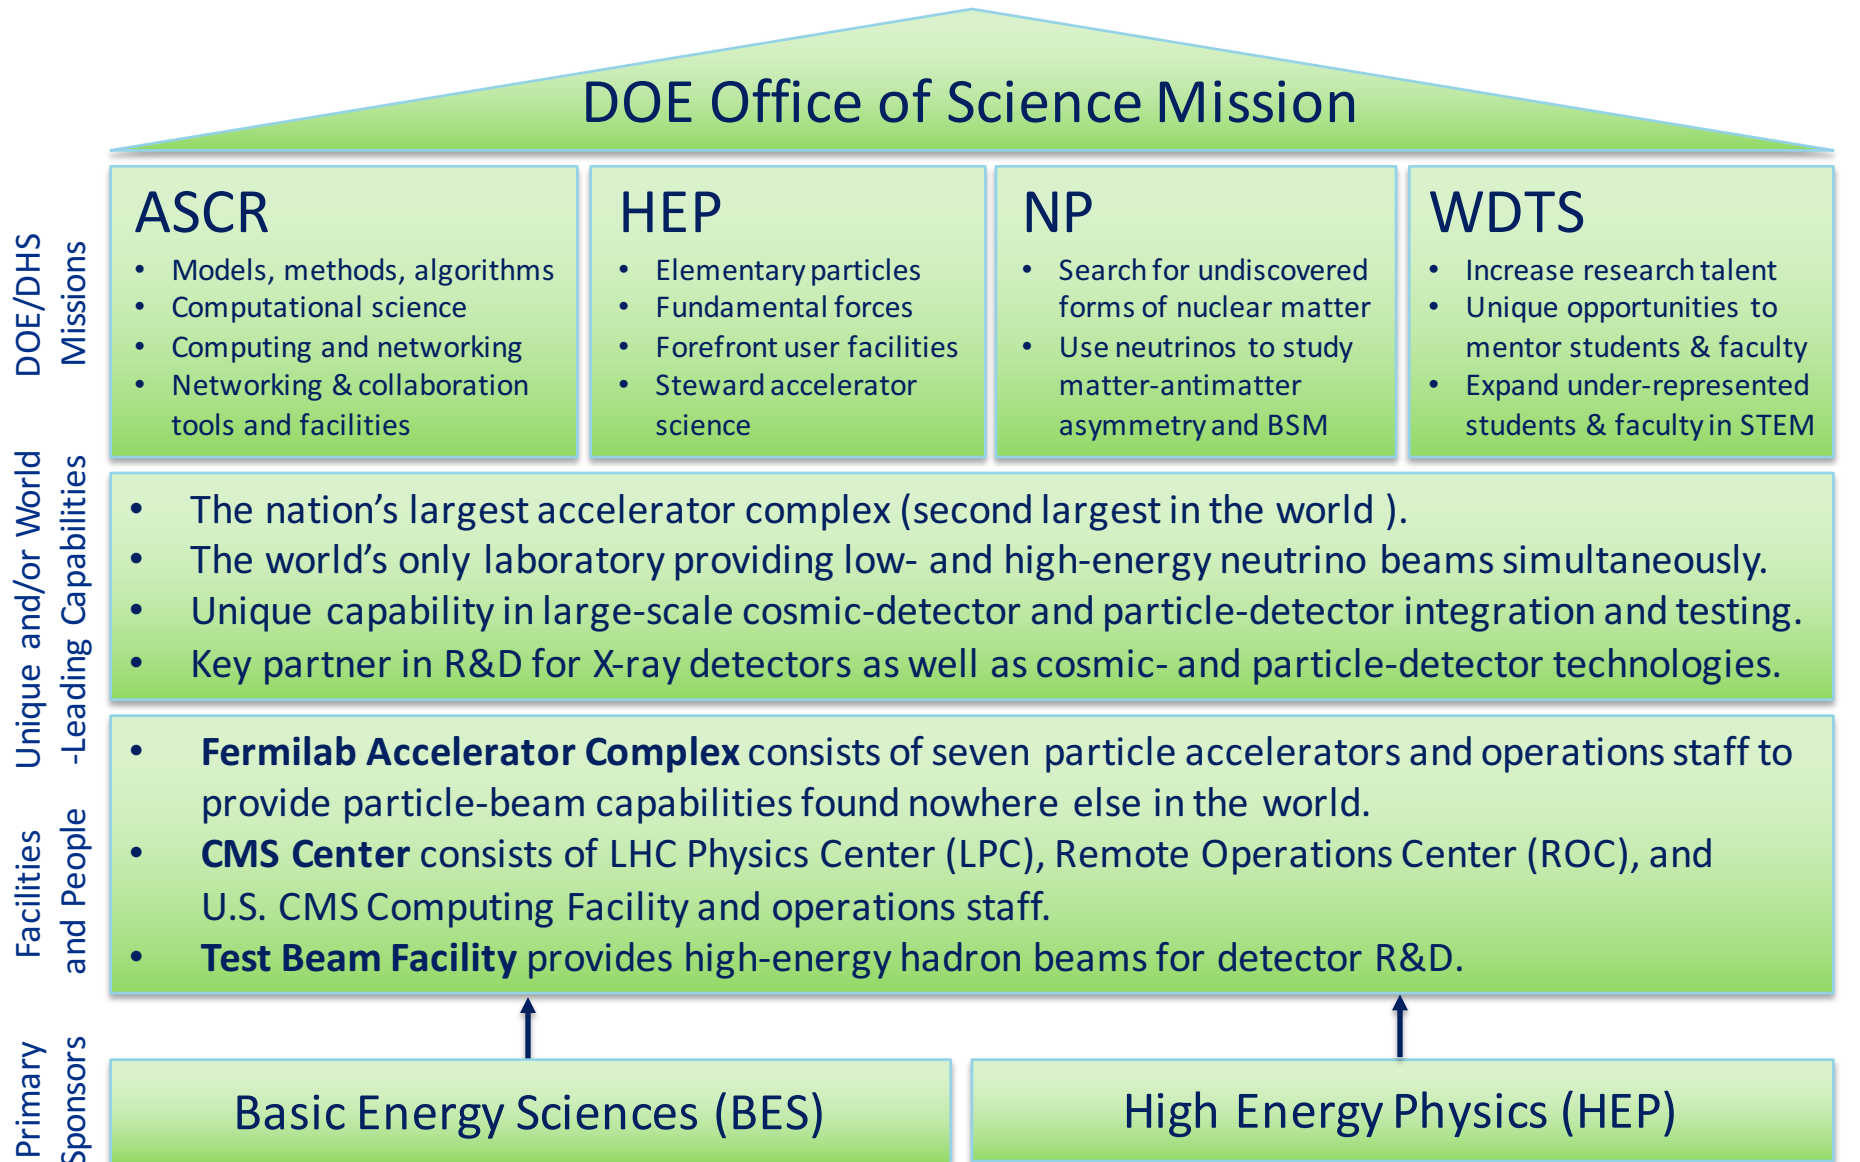 DOE Office of Science Mission
DOE/DHS
Missions
ASCR
• Models, methods, algorithms
• Computational science
• Computing and networking
• Networking & collaboration
tools and facilities
HEP
• Elementary particles
• Fundamental forces
• Forefront user facilities
• Steward accelerator
science
NP
• Search for undiscovered
forms of nuclear matter
• Use neutrinos to study
matter-antimatter
asymmetry and BSM
WDTS
• Increase research talent
• Unique opportunities to
mentor students & faculty
• Expand under-represented
students & faculty in STEM
Unique and/or World
-Leading Capabilities
• The nation's largest accelerator complex (second largest in the world ).
• The world's only laboratory providing low- and high-energy neutrino beams simultaneously.
• Unique capability in large-scale cosmic-detector and particle-detector integration and testing.
• Key partner in R&D for X-ray detectors as well as cosmic- and particle-detector technologies.
Facilities
and People
• Fermilab Accelerator Complex consists of seven particle accelerators and operations staff to
provide particle-beam capabilities found nowhere else in the world.
• CMS Center consists of LHC Physics Center (LPC), Remote Operations Center (ROC), and
U.S. CMS Computing Facility and operations staff.
• Test Beam Facility provides high-energy hadron beams for detector R&D.
Primary
Sponsors
Basic Energy Sciences (BES)
High Energy Physics (HEP)